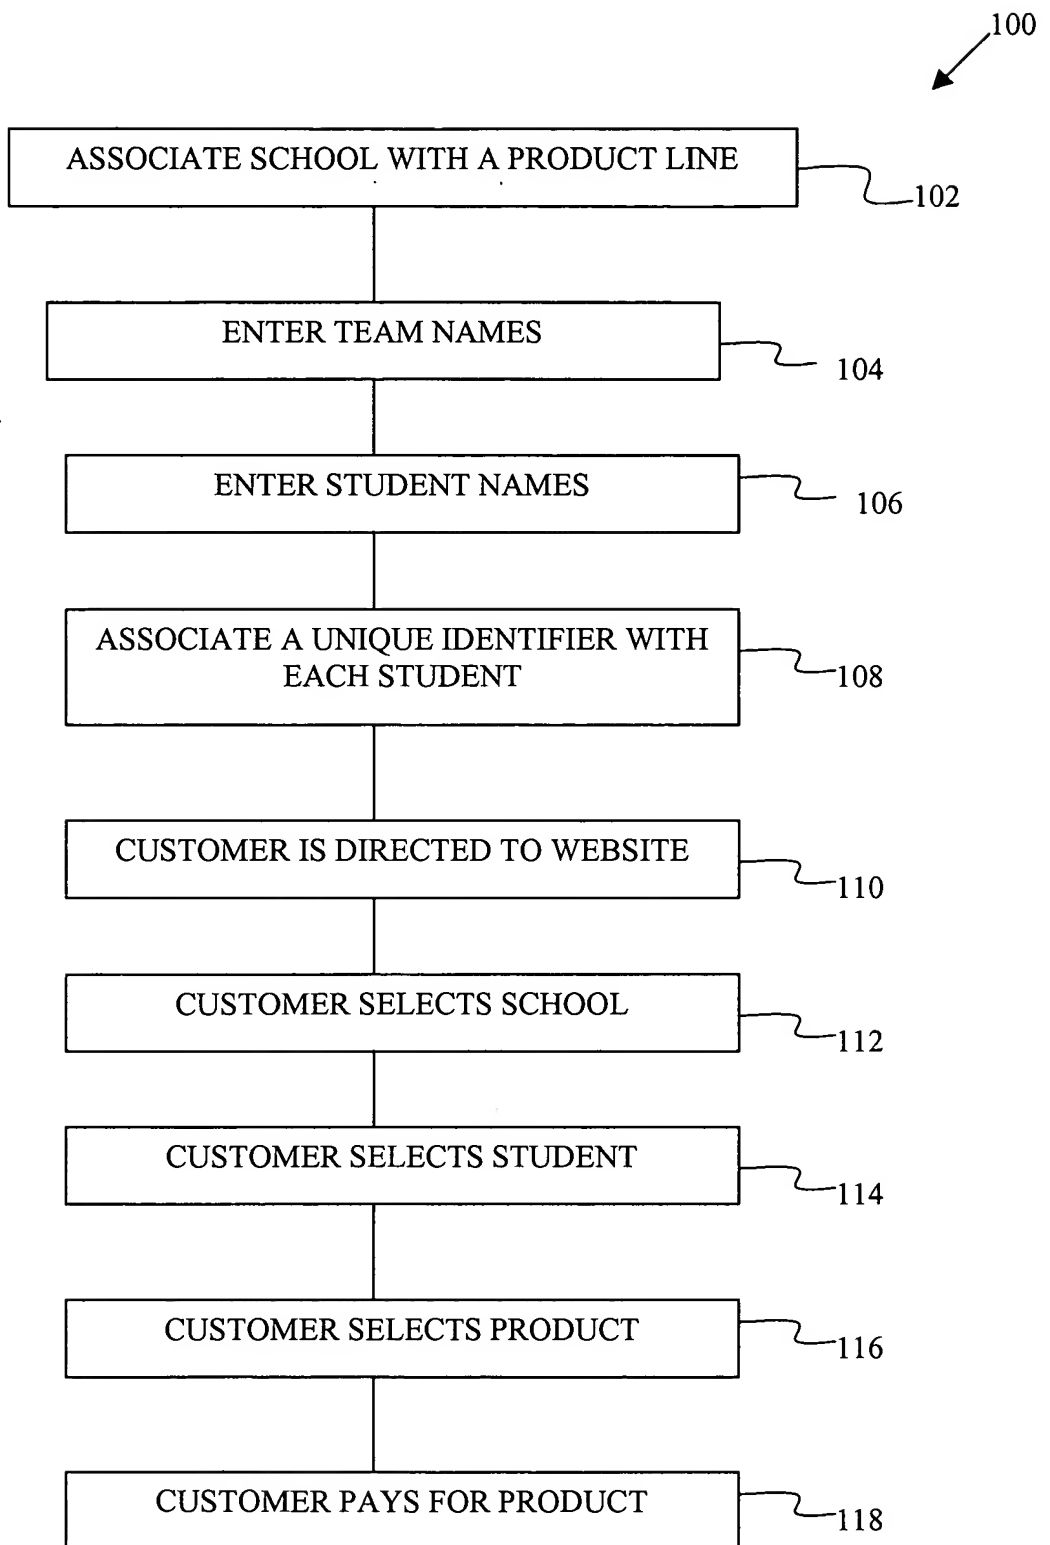 100
ASSOCIATE SCHOOL WITH A PRODUCT LINE
102
ENTER TEAM NAMES
104
ENTER STUDENT NAMES
106
ASSOCIATE A UNIQUE IDENTIFIER WITH
EACH STUDENT
108
CUSTOMER IS DIRECTED TO WEBSITE
110
CUSTOMER SELECTS SCHOOL
112
CUSTOMER SELECTS STUDENT
114
CUSTOMER SELECTS PRODUCT
116
CUSTOMER PAYS FOR PRODUCT
118